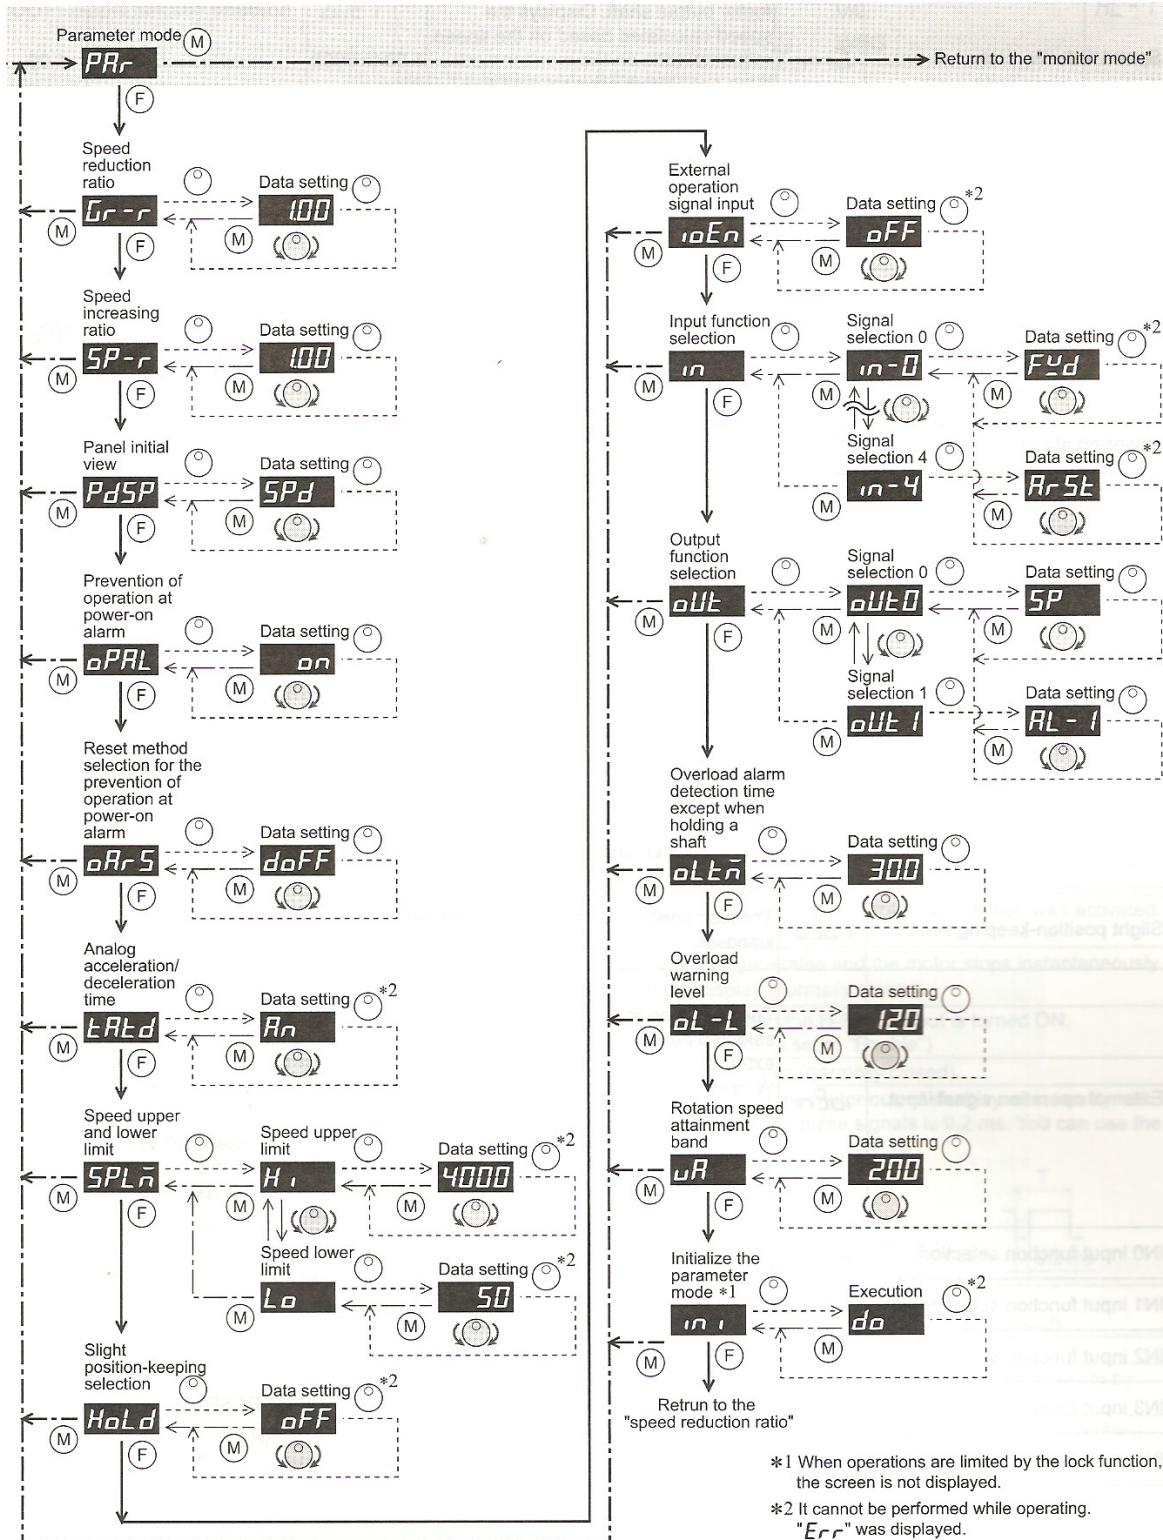 Parameter mode
M
PAr
Return to the "monitor mode"
F
Speed
reduction
ratio
Data setting
Gr-r
1.00
M
M
F
Speed
increasing
ratio
Data setting
SP-r
1.00
M
M
F
Panel initial
view
Data setting
PdSP
SPd
M
M
F
Prevention of
operation at
power-on
alarm
Data setting
oPAL
on
M
M
F
Reset method
selection for the
prevention of
operation at
power-on
alarm
Data setting
oArS
doFF
M
M
F
Analog
acceleration/
deceleration
time
Data setting
*2
tAtd
An
M
M
F
Speed upper
and lower
limit
Speed upper
limit
Data setting
*2
SPLm
Hi
4000
M
M
M
F
Speed lower
limit
Data setting
*2
Lo
50
M
M
Slight
position-keeping
selection
Data setting
*2
HoLd
oFF
M
M
F
External
operation
signal input
Data setting
*2
ioEn
oFF
M
M
F
Input function
selection
Signal
selection 0
Data setting
*2
in
in-0
Fwd
M
M
M
F
Signal
selection 4
Data setting
*2
in-4
ArSt
M
M
Output
function
selection
Signal
selection 0
Data setting
oUt
oUt0
SP
M
M
M
F
Signal
selection 1
Data setting
oUt1
AL-1
M
M
Overload alarm
detection time
except when
holding a
shaft
Data setting
oLtm
30.0
M
M
F
Overload
warning
level
Data setting
oL-L
120
M
M
F
Rotation speed
attainment
band
Data setting
vA
200
M
M
F
Initialize the
parameter
mode *1
Execution
*2
ini
do
M
M
F
Retrun to the
"speed reduction ratio"
*1 When operations are limited by the lock function,
the screen is not displayed.
*2 It cannot be performed while operating.
"Err" was displayed.